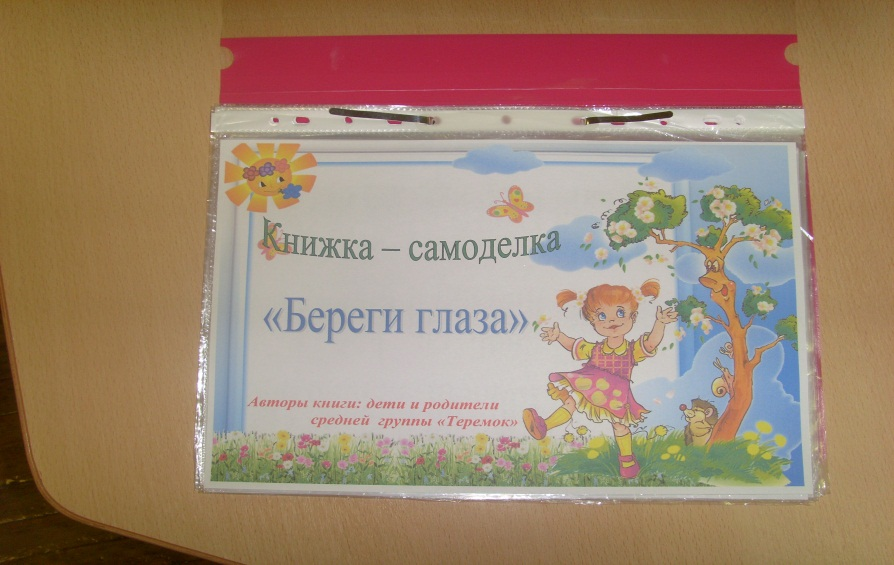 Книжка – самоделка
«Береги глаза»
Авторы книги: дети и родители
средней группы «Теремок»